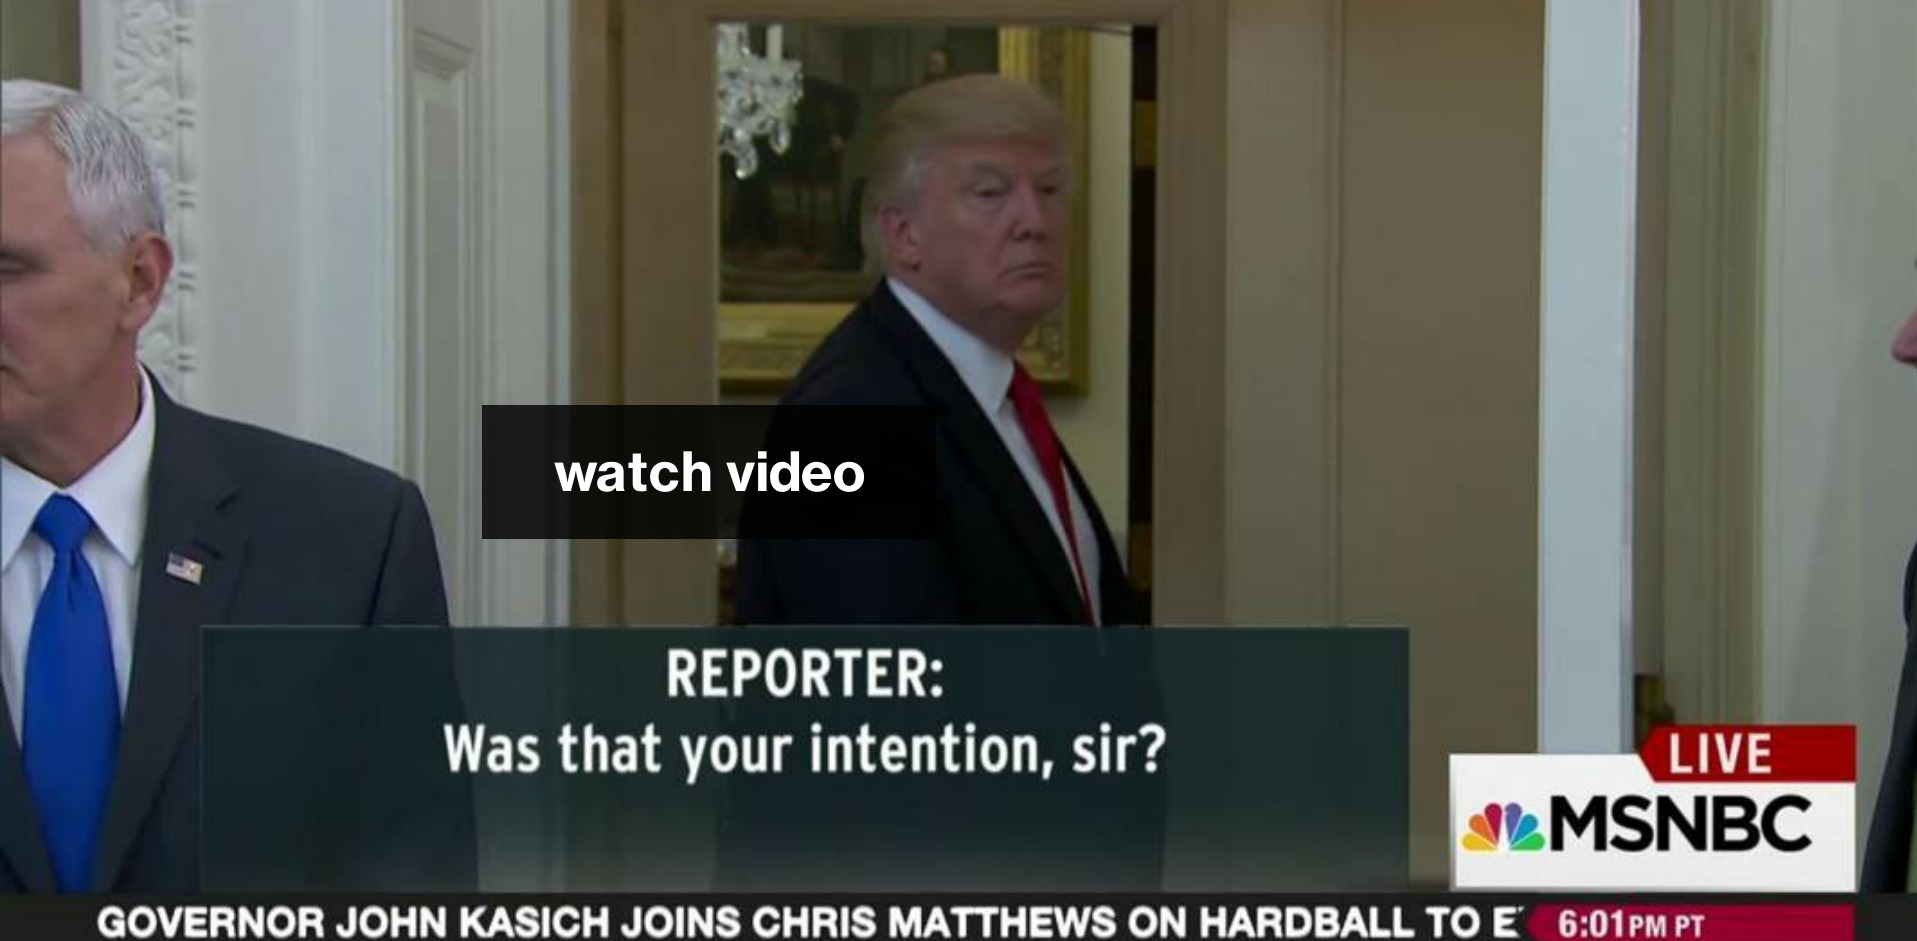 watch video
REPORTER:
Was that your intention, sir?
LIVE
MSNBC
GOVERNOR JOHN KASICH JOINS CHRIS MATTHEWS ON HARDBALL TO
6:01PM PT